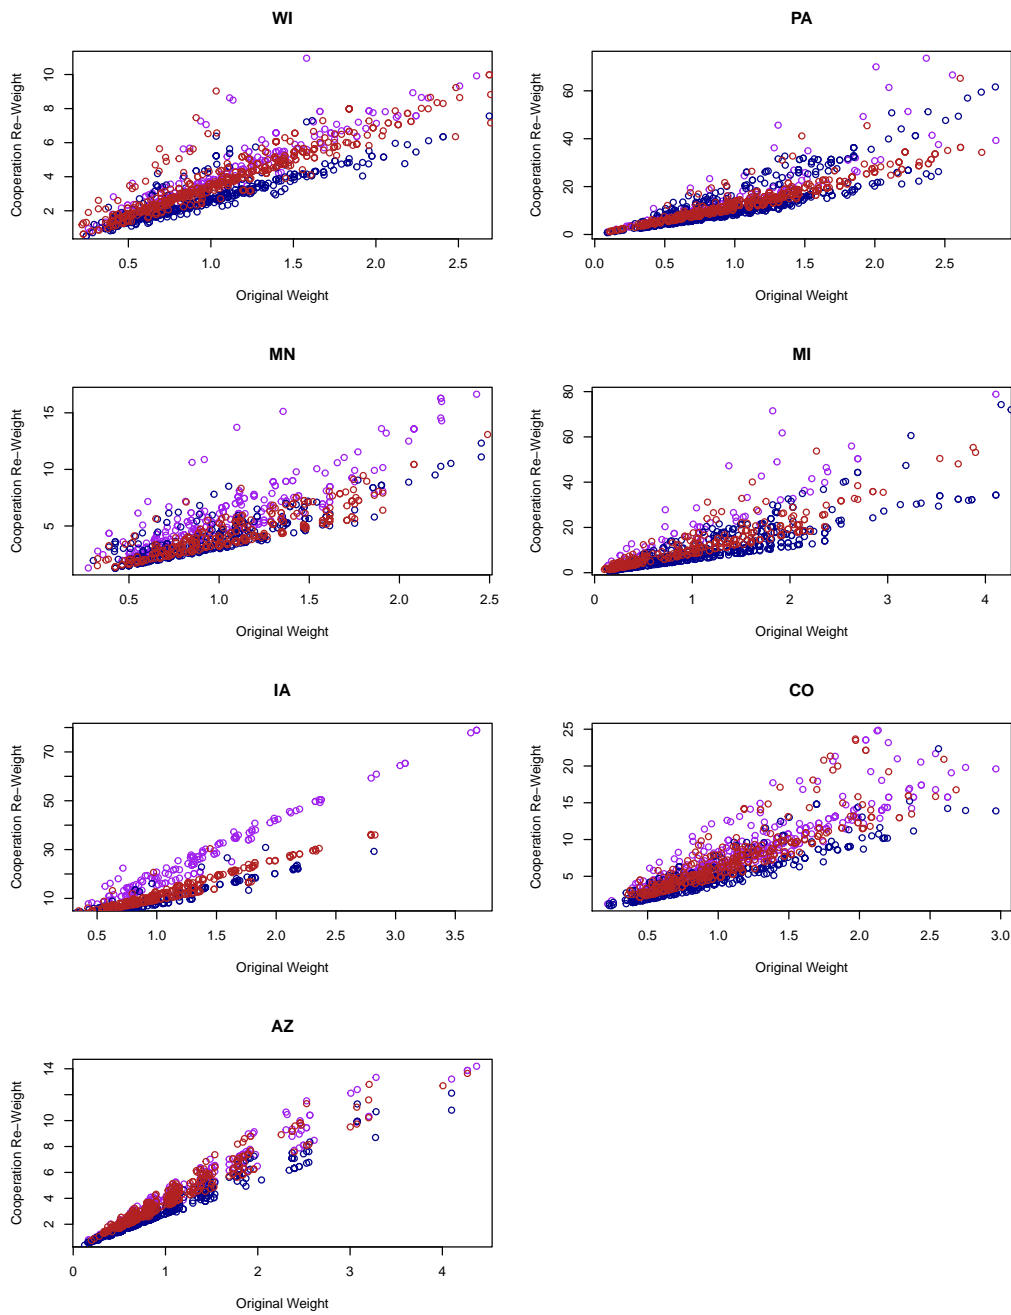 WI
Cooperation Re−Weight
10
8
6
4
2
0.5 1.0 1.5 2.0 2.5
Original Weight
PA
Cooperation Re−Weight
60
40
20
0
0.0 0.5 1.0 1.5 2.0 2.5
Original Weight
MN
Cooperation Re−Weight
15
10
5
0.5 1.0 1.5 2.0 2.5
Original Weight
MI
Cooperation Re−Weight
80
60
40
20
0
0 1 2 3 4
Original Weight
IA
Cooperation Re−Weight
70
50
30
10
0.5 1.0 1.5 2.0 2.5 3.0 3.5
Original Weight
CO
Cooperation Re−Weight
25
20
15
10
5
0.5 1.0 1.5 2.0 2.5 3.0
Original Weight
AZ
Cooperation Re−Weight
14
10
8
6
4
2
0 1 2 3 4
Original Weight